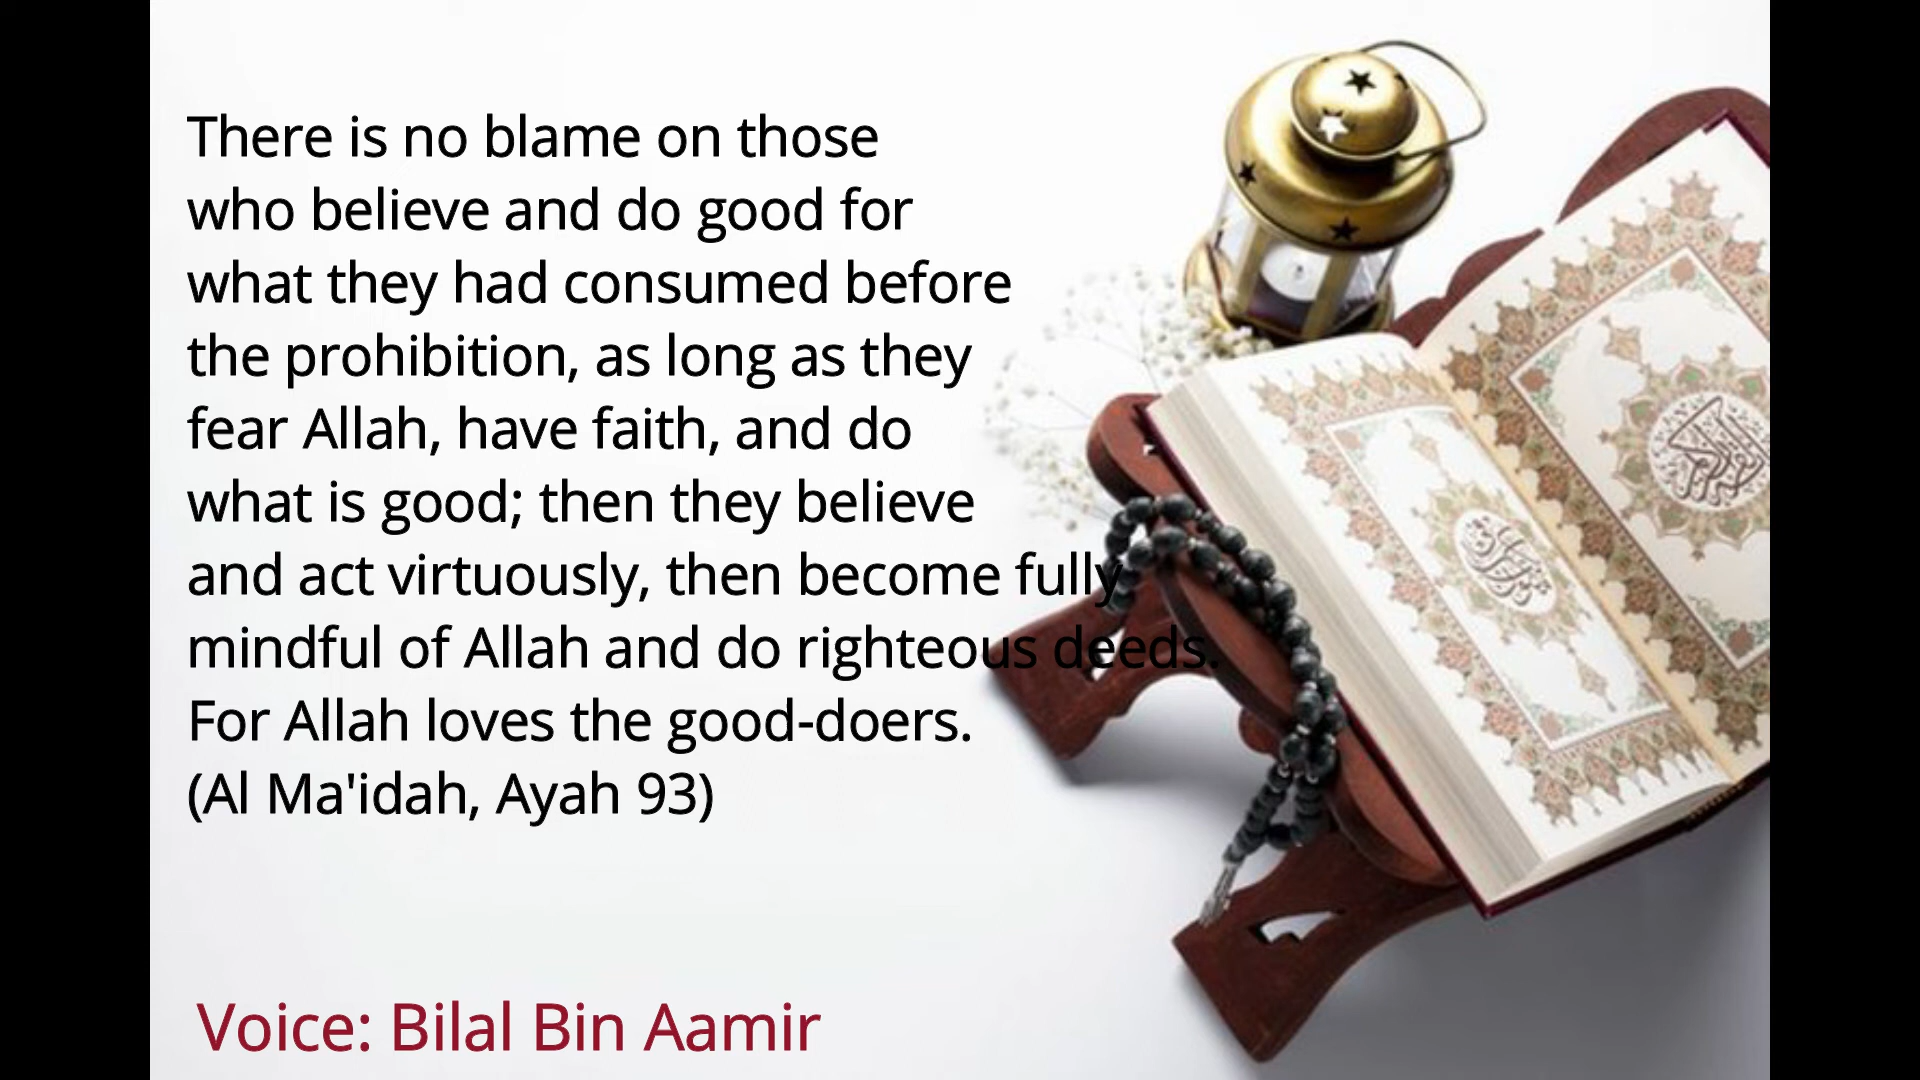 There is no blame on those
who believe and do good for
what they had consumed before
the prohibition, as long as they
fear Allah, have faith, and do
what is good; then they believe
and act virtuously, then become fully
mindful of Allah and do righteous deeds.
For Allah loves the good-doers.
(Al Ma'idah, Ayah 93)
Voice: Bilal Bin Aamir